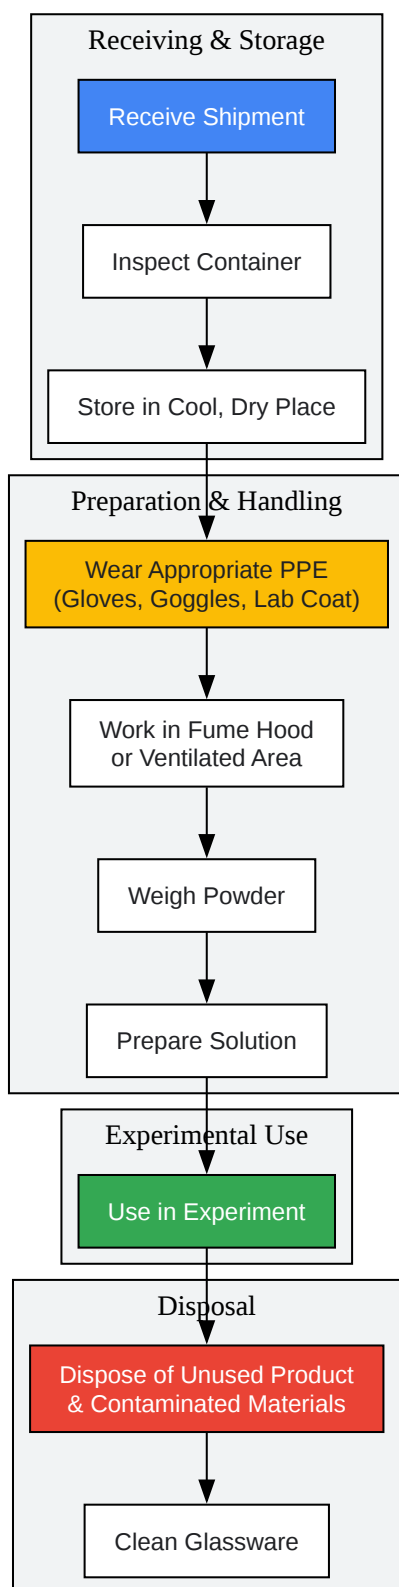 Receiving & Storage
Receive Shipment
Inspect Container
Store in Cool, Dry Place
Preparation & Handling
Wear Appropriate PPE
(Gloves, Goggles, Lab Coat)
Work in Fume Hood
or Ventilated Area
Weigh Powder
Prepare Solution
Experimental Use
Use in Experiment
Disposal
Dispose of Unused Product
& Contaminated Materials
Clean Glassware